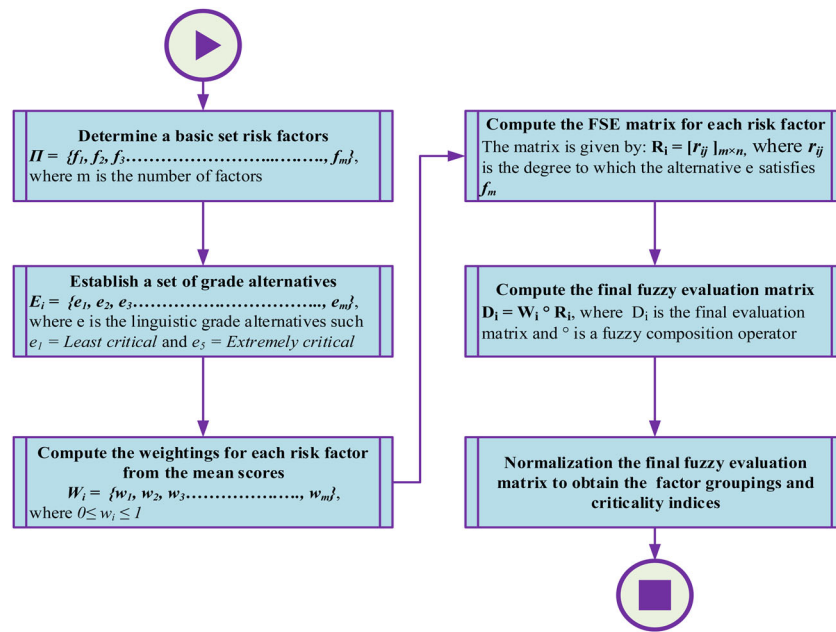 Determine a basic set risk factors
Π = {f1, f2, f3……………………..…….., fm},
where m is the number of factors
Establish a set of grade alternatives
Ei = {e1, e2, e3…………………………….., em},
where e is the linguistic grade alternatives such
e1 = Least critical and e5 = Extremely critical
Compute the weightings for each risk factor
from the mean scores
Wi = {w1, w2, w3…………………., wm},
where 0≤ wi ≤ 1
Compute the FSE matrix for each risk factor
The matrix is given by: Ri = [rij ]m×n, where rij
is the degree to which the alternative e satisfies
fm
Compute the final fuzzy evaluation matrix
Di = Wi ° Ri, where Di is the final evaluation
matrix and ° is a fuzzy composition operator
Normalization the final fuzzy evaluation
matrix to obtain the factor groupings and
criticality indices